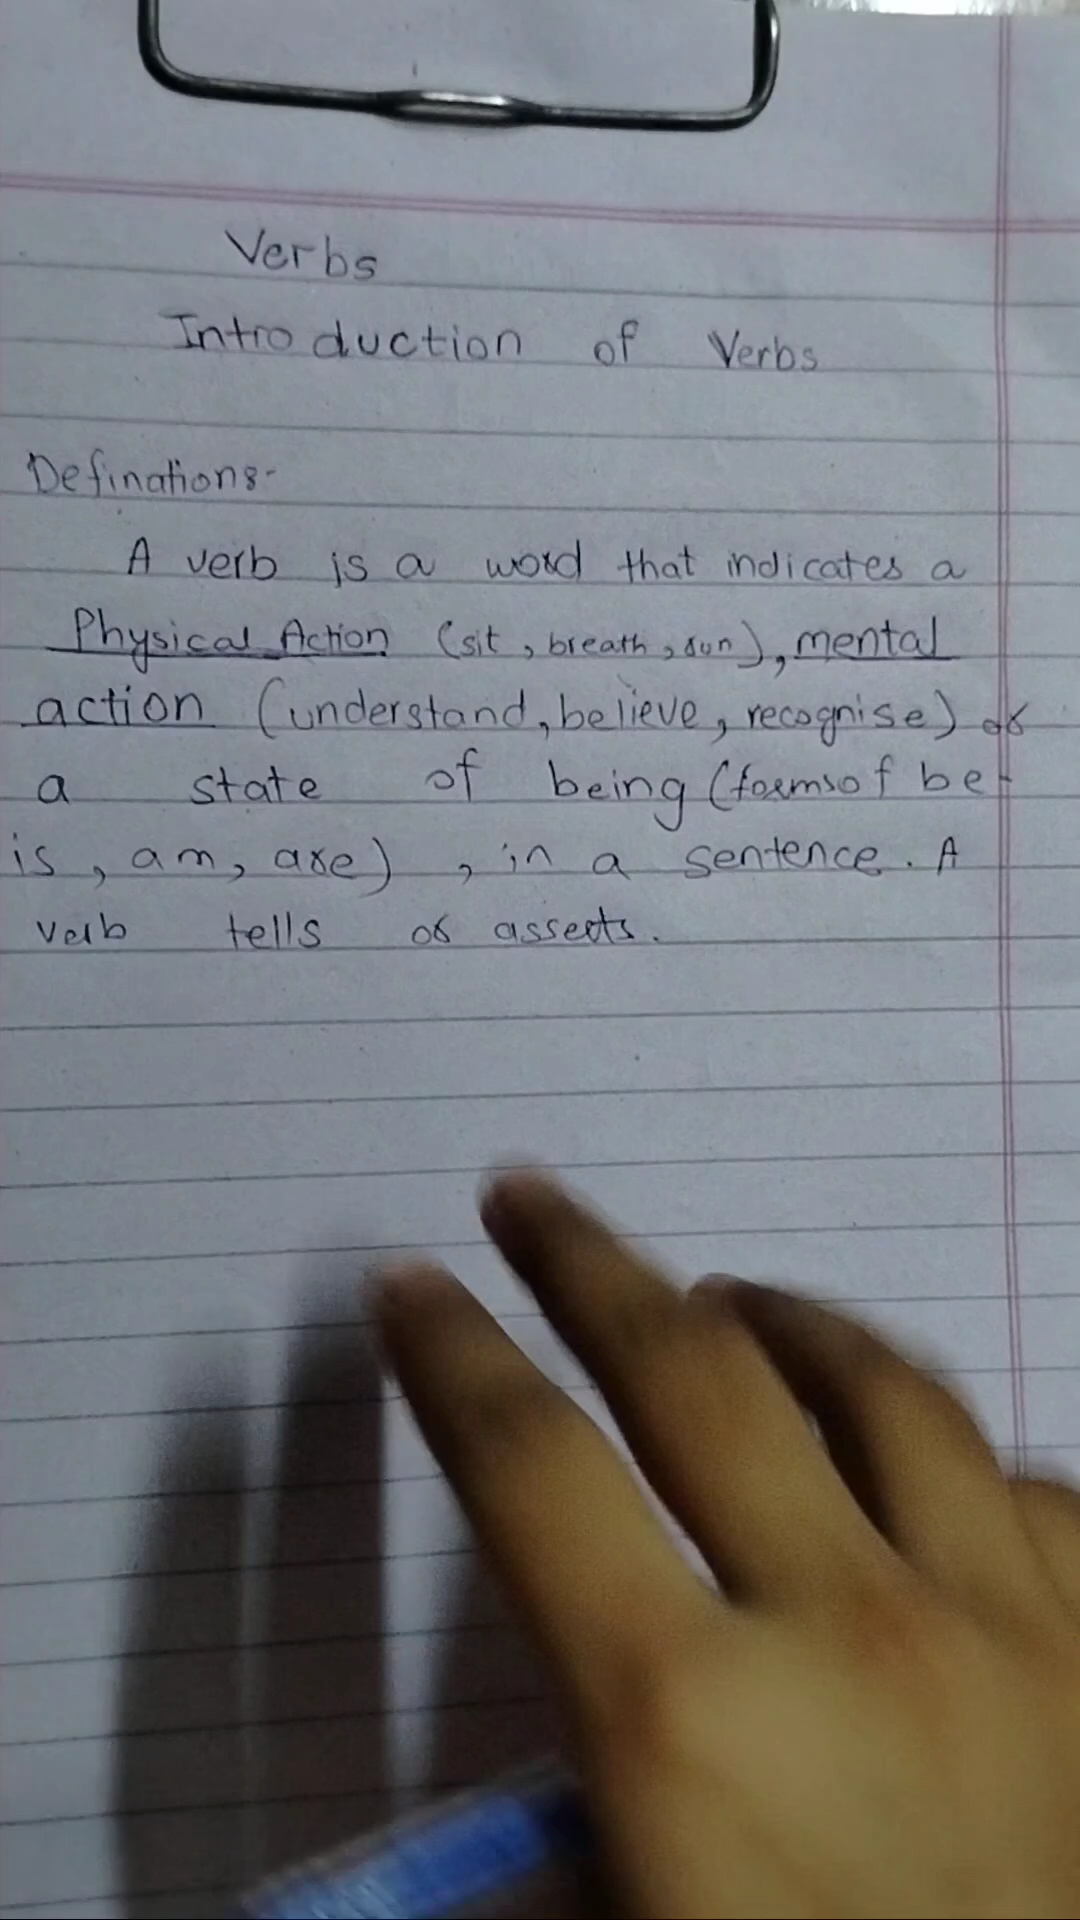 Verbs
Introduction of Verbs
Definations-
A verb is a word that indicates a
Physical Action (sit, breath, run), mental
action (understand, believe, recognise) or
a state of being (forms of be-
is, am, are) , in a sentence. A
verb tells or asserts.